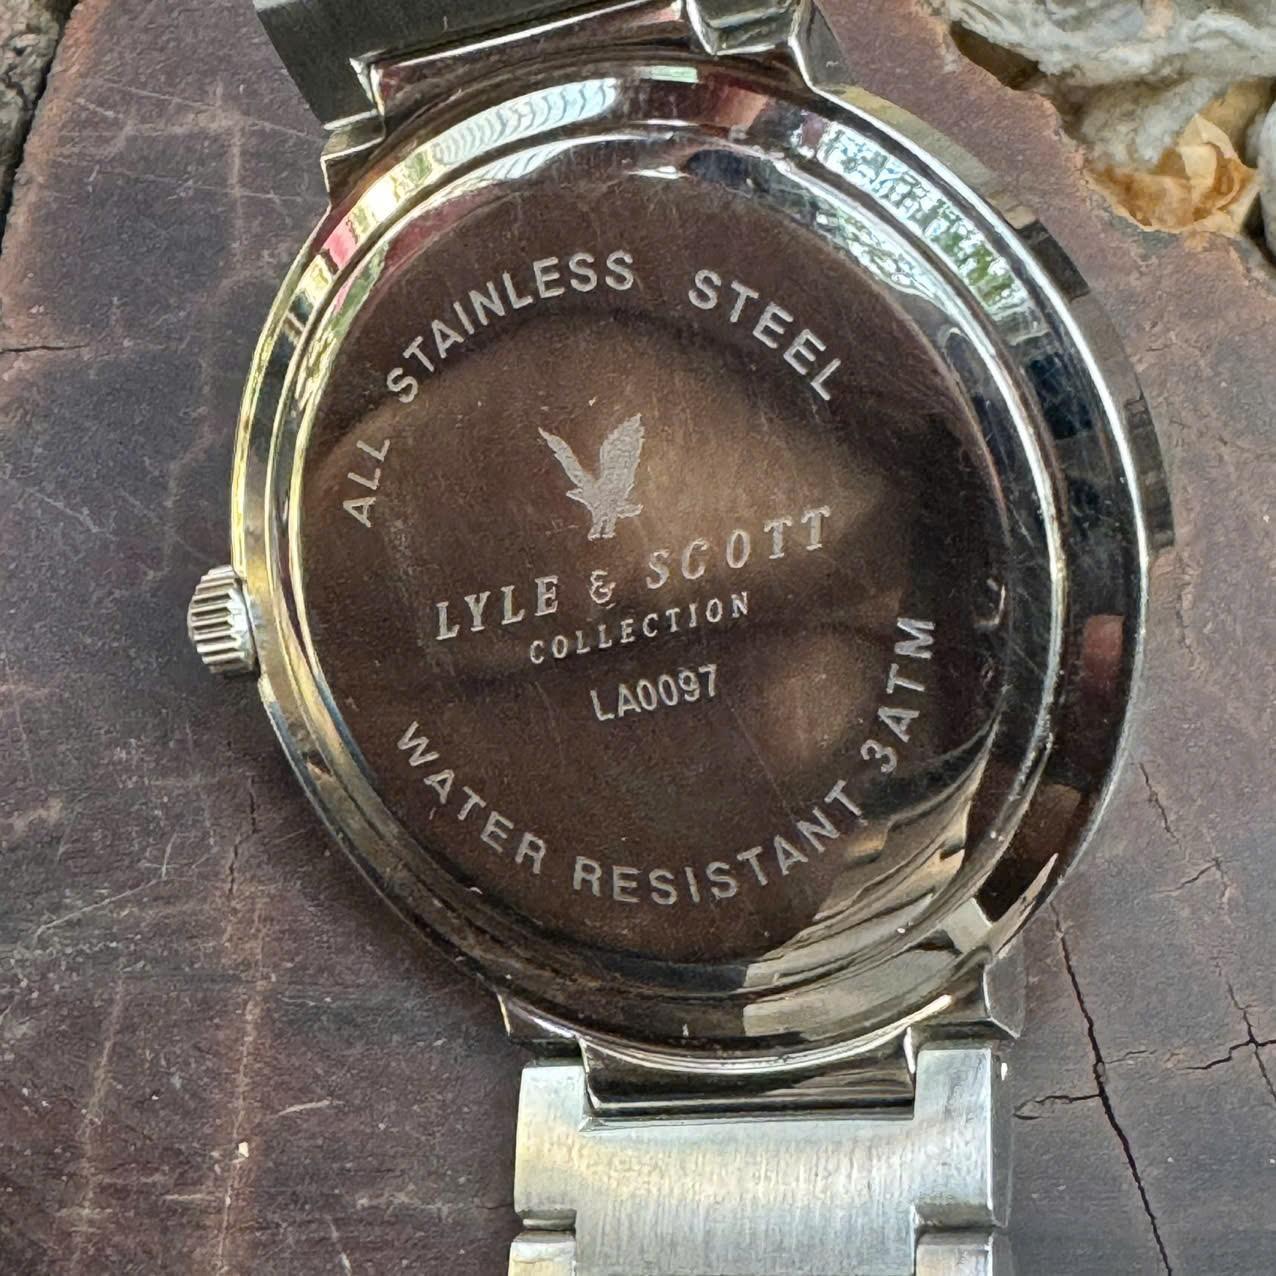 ALL STAINLESS STEEL
LYLE & SCOTT
COLLECTION
LA0097
WATER RESISTANT 3ATM